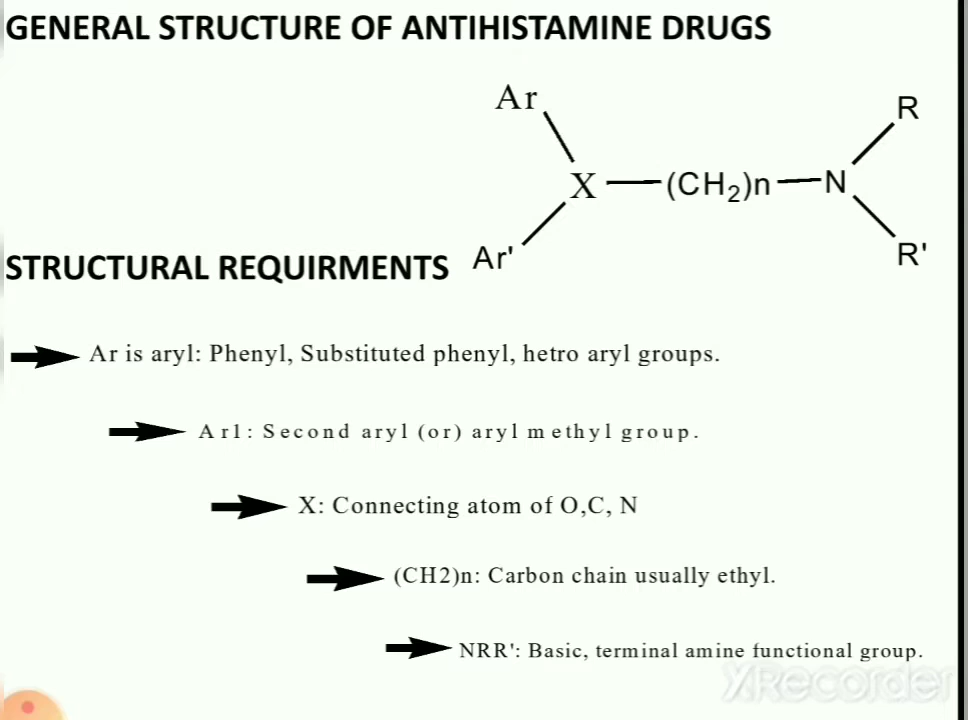 GENERAL STRUCTURE OF ANTIHISTAMINE DRUGS
Ar
R
X (CH2)n N
Ar'
R'
STRUCTURAL REQUIRMENTS
Ar is aryl: Phenyl, Substituted phenyl, hetro aryl groups.
Ar1: Second aryl (or) aryl methyl group.
X: Connecting atom of O,C, N
(CH2)n: Carbon chain usually ethyl.
NRR': Basic, terminal amine functional group.
XRecorder